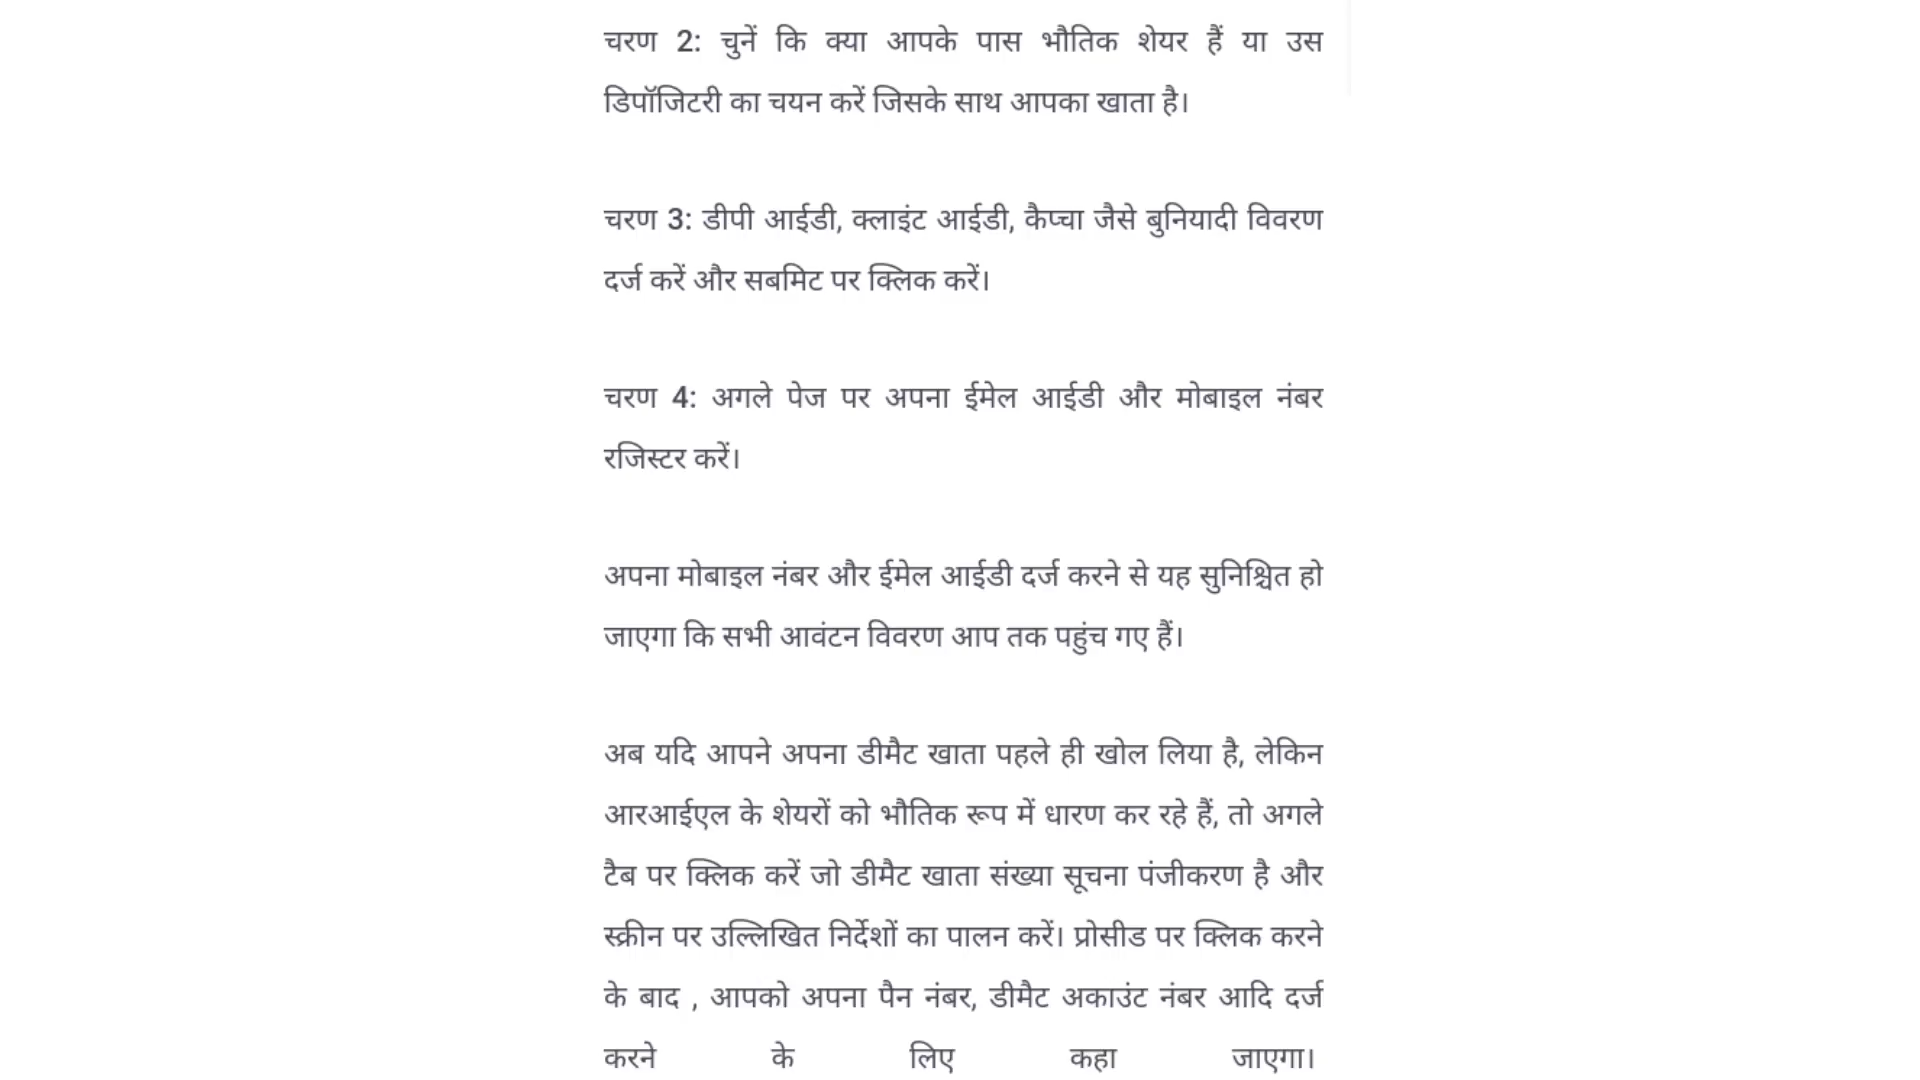 चरण 2: चुनें कि क्या आपके पास भौतिक शेयर हैं या उस
डिपॉजिटरी का चयन करें जिसके साथ आपका खाता है।
चरण 3: डीपी आईडी, क्लाइंट आईडी, कैप्चा जैसे बुनियादी विवरण
दर्ज करें और सबमिट पर क्लिक करें।
चरण 4: अगले पेज पर अपना ईमेल आईडी और मोबाइल नंबर
रजिस्टर करें।
अपना मोबाइल नंबर और ईमेल आईडी दर्ज करने से यह सुनिश्चित हो
जाएगा कि सभी आवंटन विवरण आप तक पहुंच गए हैं।
अब यदि आपने अपना डीमैट खाता पहले ही खोल लिया है, लेकिन
आरआईएल के शेयरों को भौतिक रूप में धारण कर रहे हैं, तो अगले
टैब पर क्लिक करें जो डीमैट खाता संख्या सूचना पंजीकरण है और
स्क्रीन पर उल्लिखित निर्देशों का पालन करें। प्रोसीड पर क्लिक करने
के बाद , आपको अपना पैन नंबर, डीमैट अकाउंट नंबर आदि दर्ज
करने के लिए कहा जाएगा।